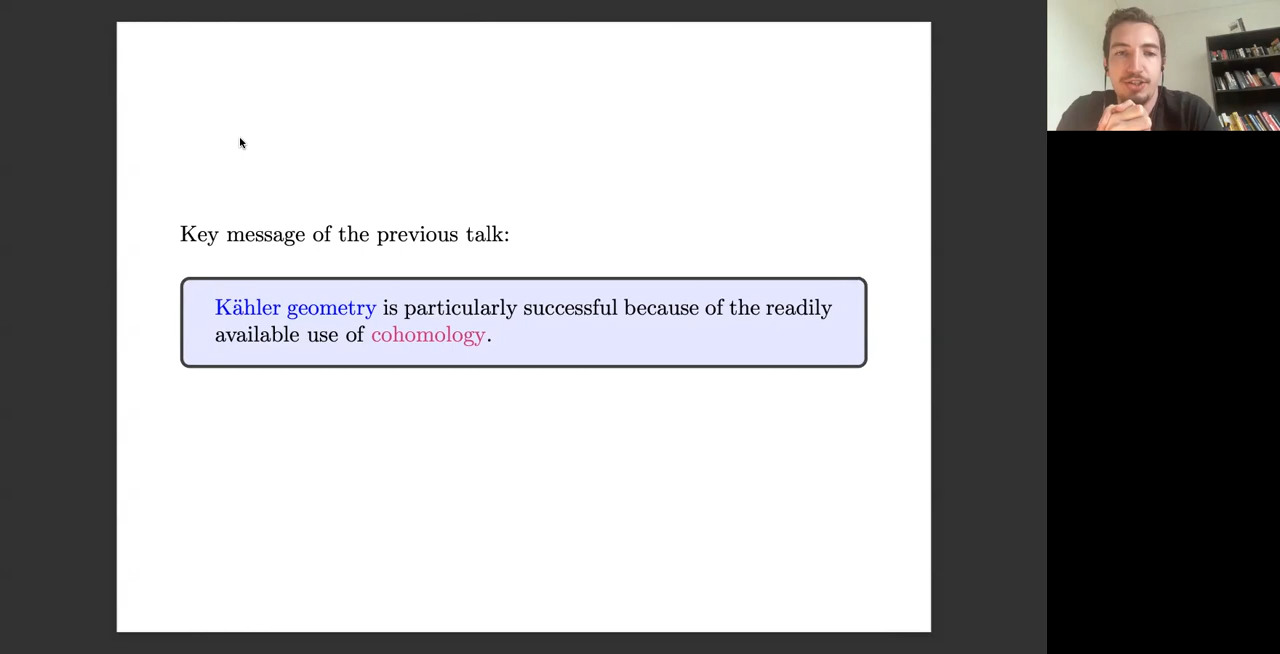 Key message of the previous talk:
Kähler geometry is particularly successful because of the readily
available use of cohomology.